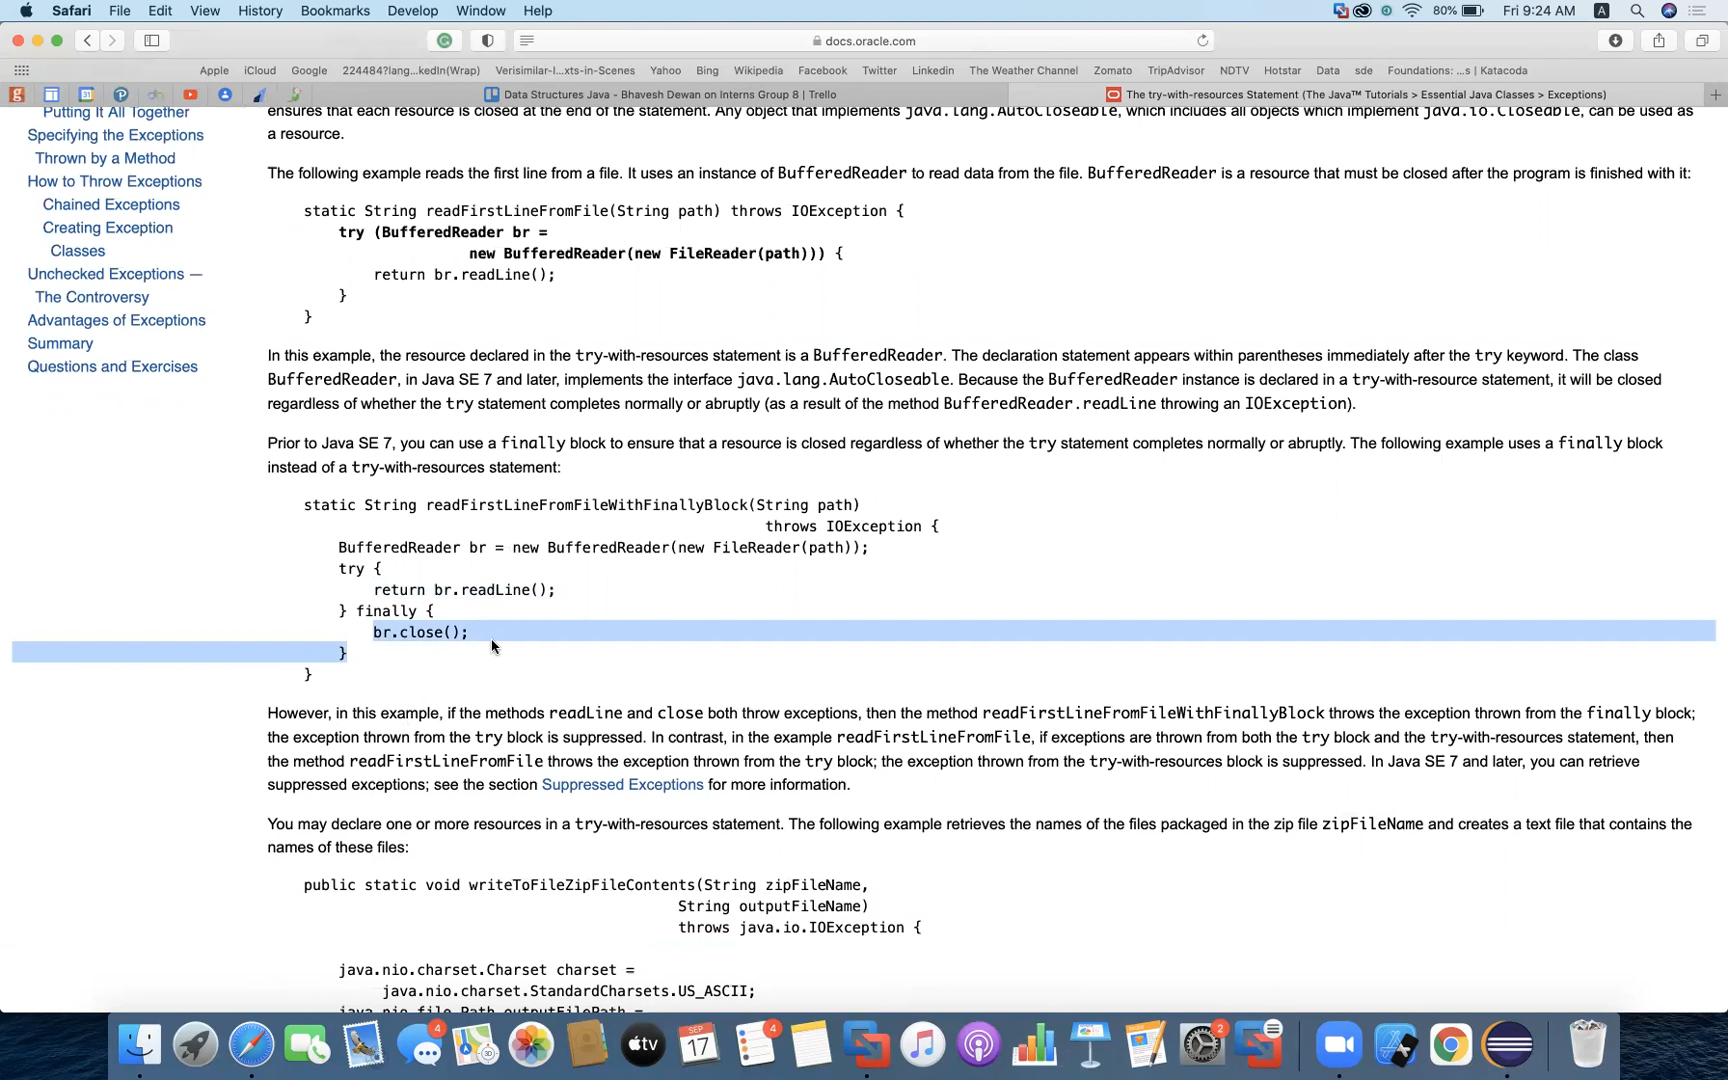 Safari File Edit View History Bookmarks Develop Window Help 80% Fri 9:24 AM A
docs.oracle.com
Apple iCloud Google 224484?lang...kedIn(Wrap) Verisimilar-I...xts-in-Scenes Yahoo Bing Wikipedia Facebook Twitter Linkedin The Weather Channel Zomato TripAdvisor NDTV Hotstar Data sde Foundations: ...s | Katacoda
Data Structures Java - Bhavesh Dewan on Interns Group 8 | Trello
The try-with-resources Statement (The Java™ Tutorials > Essential Java Classes > Exceptions)
Putting It All Together
Specifying the Exceptions
Thrown by a Method
How to Throw Exceptions
Chained Exceptions
Creating Exception
Classes
Unchecked Exceptions —
The Controversy
Advantages of Exceptions
Summary
Questions and Exercises
ensures that each resource is closed at the end of the statement. Any object that implements java.lang.AutoCloseable, which includes all objects which implement java.io.Closeable, can be used as
a resource.
The following example reads the first line from a file. It uses an instance of BufferedReader to read data from the file. BufferedReader is a resource that must be closed after the program is finished with it:
static String readFirstLineFromFile(String path) throws IOException {
try (BufferedReader br =
new BufferedReader(new FileReader(path))) {
return br.readLine();
}
}
In this example, the resource declared in the try-with-resources statement is a BufferedReader. The declaration statement appears within parentheses immediately after the try keyword. The class
BufferedReader, in Java SE 7 and later, implements the interface java.lang.AutoCloseable. Because the BufferedReader instance is declared in a try-with-resource statement, it will be closed
regardless of whether the try statement completes normally or abruptly (as a result of the method BufferedReader.readLine throwing an IOException).
Prior to Java SE 7, you can use a finally block to ensure that a resource is closed regardless of whether the try statement completes normally or abruptly. The following example uses a finally block
instead of a try-with-resources statement:
static String readFirstLineFromFileWithFinallyBlock(String path)
throws IOException {
BufferedReader br = new BufferedReader(new FileReader(path));
try {
return br.readLine();
} finally {
br.close();
}
}
However, in this example, if the methods readLine and close both throw exceptions, then the method readFirstLineFromFileWithFinallyBlock throws the exception thrown from the finally block;
the exception thrown from the try block is suppressed. In contrast, in the example readFirstLineFromFile, if exceptions are thrown from both the try block and the try-with-resources statement, then
the method readFirstLineFromFile throws the exception thrown from the try block; the exception thrown from the try-with-resources block is suppressed. In Java SE 7 and later, you can retrieve
suppressed exceptions; see the section Suppressed Exceptions for more information.
You may declare one or more resources in a try-with-resources statement. The following example retrieves the names of the files packaged in the zip file zipFileName and creates a text file that contains the
names of these files:
public static void writeToFileZipFileContents(String zipFileName,
String outputFileName)
throws java.io.IOException {
java.nio.charset.Charset charset =
java.nio.charset.StandardCharsets.US_ASCII;
java.nio.file.Path outputFilePath =
4 tv SEP 17 4 2